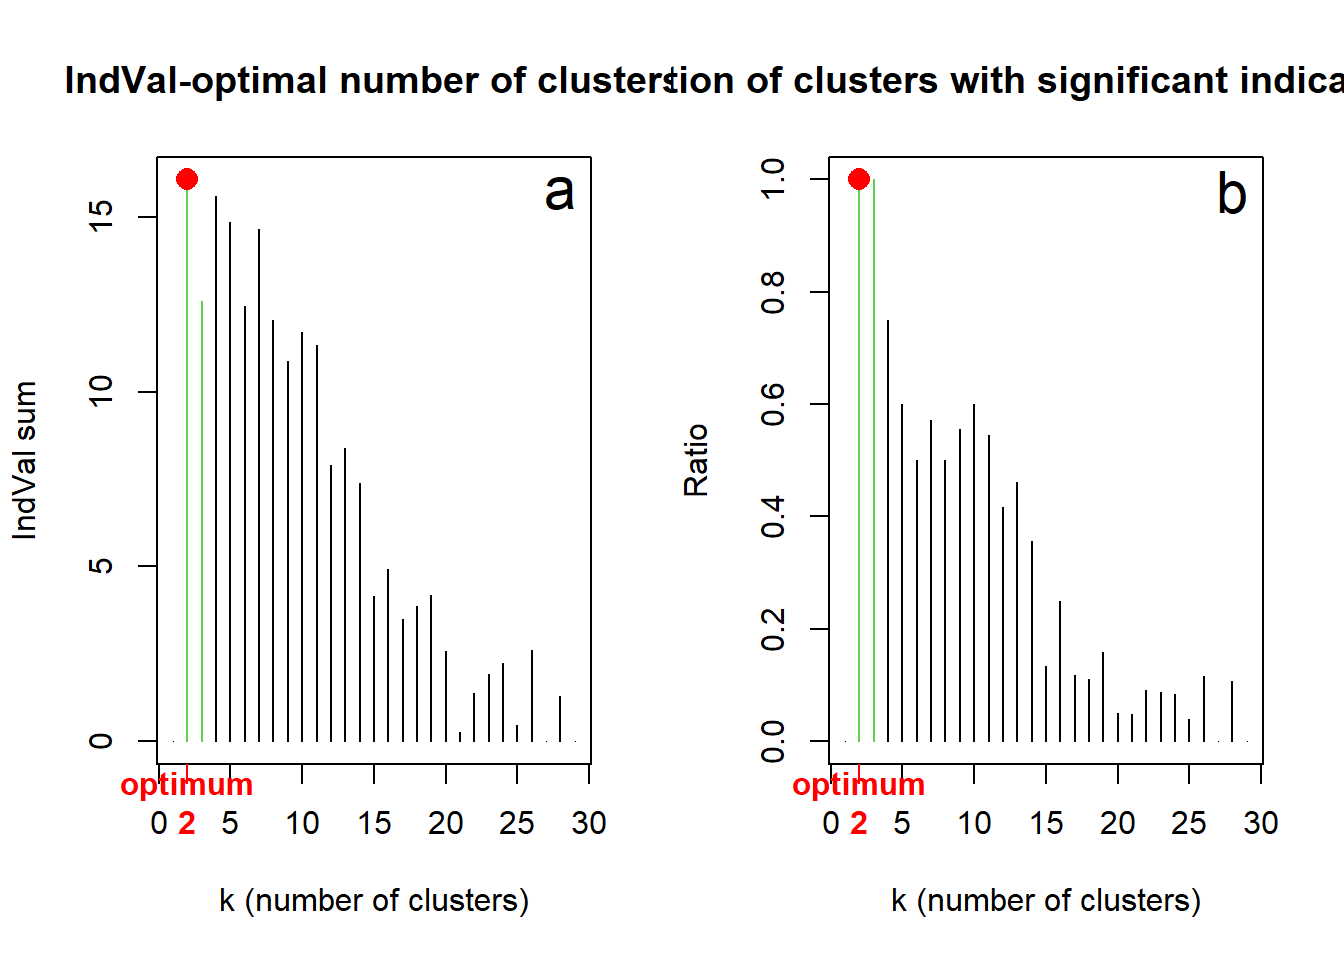 IndVal-optimal number of clusters
tion of clusters with significant indica
a
15
10
5
0
IndVal sum
optimum
0 2 5 10 15 20 25 30
k (number of clusters)
b
1.0
0.8
0.6
0.4
0.2
0.0
Ratio
optimum
0 2 5 10 15 20 25 30
k (number of clusters)